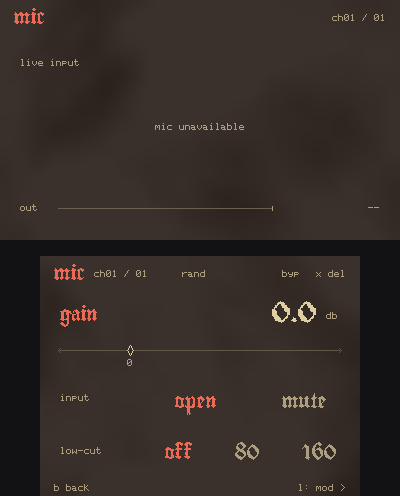 mic ch01 / 01
live input
mic unavailable
out --
mic ch01 / 01 rand byp x del
gain 0.0 db
0
input open mute
low-cut off 80 160
b back l: mod >